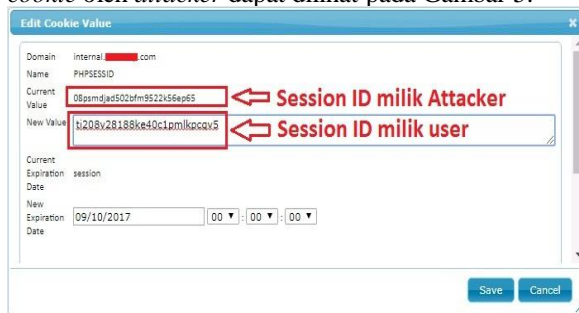 cookie oleh attacker dapat dilihat pada Gambar 5.
Edit Cookie Value
Domain internal. .com
Name PHPSESSID
Current Value 08psmdjad502bfm9522k56ep65 Session ID milik Attacker
New Value ti208v28188ke40c1pmlkpcqv5 Session ID milik user
Current Expiration Date session
New Expiration Date 09/10/2017 00 : 00 : 00
Save Cancel